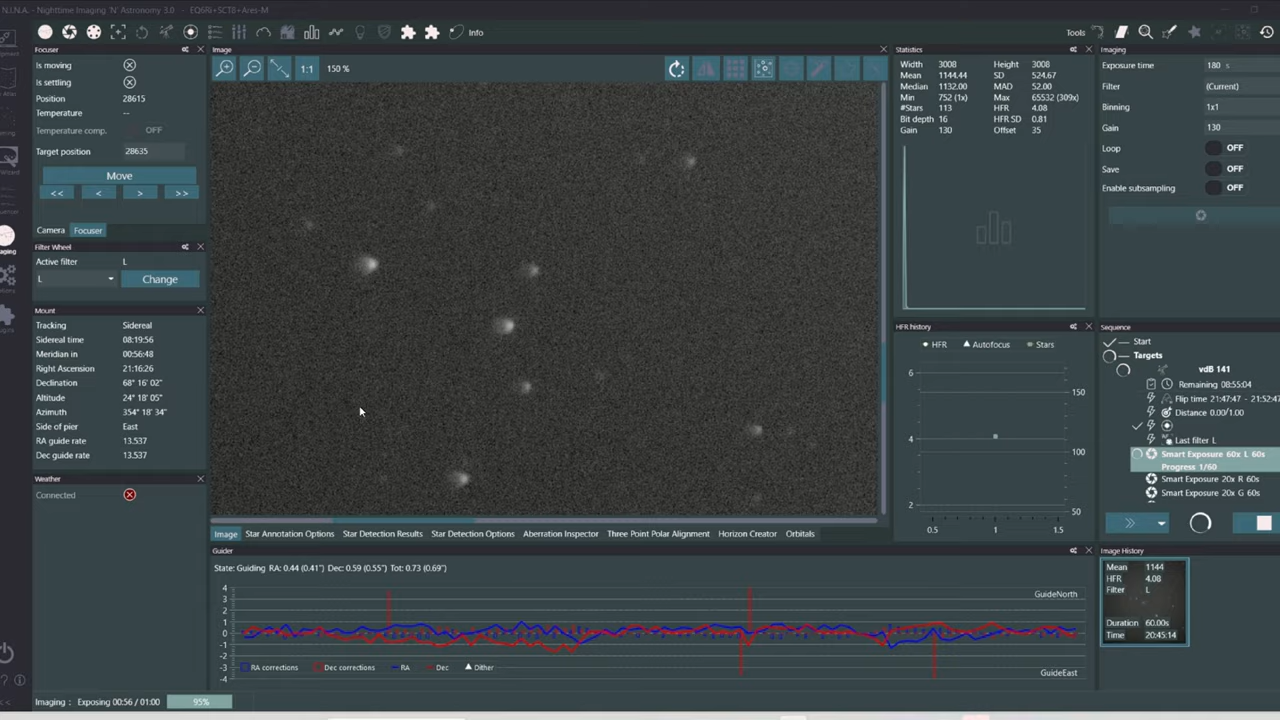 N.I.N.A. - Nighttime Imaging 'N' Astronomy 3.0 - EQ6Ri+SCT8+Ares-M
Info
Tools
Focuser
Is moving
Is settling
Position 28615
Temperature --
Temperature comp. OFF
Target position 28635
Move
<< < > >>
Camera Focuser
Filter Wheel
Active filter L
L Change
Mount
Tracking Sidereal
Sidereal time 08:19:56
Meridian in 00:56:48
Right Ascension 21:16:26
Declination 68° 16' 02"
Altitude 24° 18' 05"
Azimuth 354° 18' 34"
Side of pier East
RA guide rate 13.537
Dec guide rate 13.537
Weather
Connected
Image
1:1 150 %
Image Star Annotation Options Star Detection Results Star Detection Options Aberration Inspector Three Point Polar Alignment Horizon Creator Orbitals
Guider
State: Guiding RA: 0.44 (0.41") Dec: 0.59 (0.55") Tot: 0.73 (0.69")
4
3
2
1
0
-1
-2
-3
-4
GuideNorth
GuideEast
RA corrections Dec corrections RA Dec Dither
Statistics
Width 3008 Height 3008
Mean 1144.44 SD 524.67
Median 1132.00 MAD 52.00
Min 752 (1x) Max 65532 (309x)
#Stars 113 HFR 4.08
Bit depth 16 HFR SD 0.81
Gain 130 Offset 35
HFR history
HFR Autofocus Stars
6
4
2
150
100
50
0.5 1 1.5
Imaging
Exposure time 180 s
Filter (Current)
Binning 1x1
Gain 130
Loop OFF
Save OFF
Enable subsampling OFF
Sequence
Start
Targets
vdB 141
Remaining 08:55:04
Flip time 21:47:47 - 21:52:47
Distance 0.00/1.00
Last filter L
Smart Exposure 60x L 60s
Progress 1/60
Smart Exposure 20x R 60s
Smart Exposure 20x G 60s
Image History
Mean 1144
HFR 4.08
Filter L
Duration 60.00s
Time 20:45:14
Imaging : Exposing 00:56 / 01:00 95%